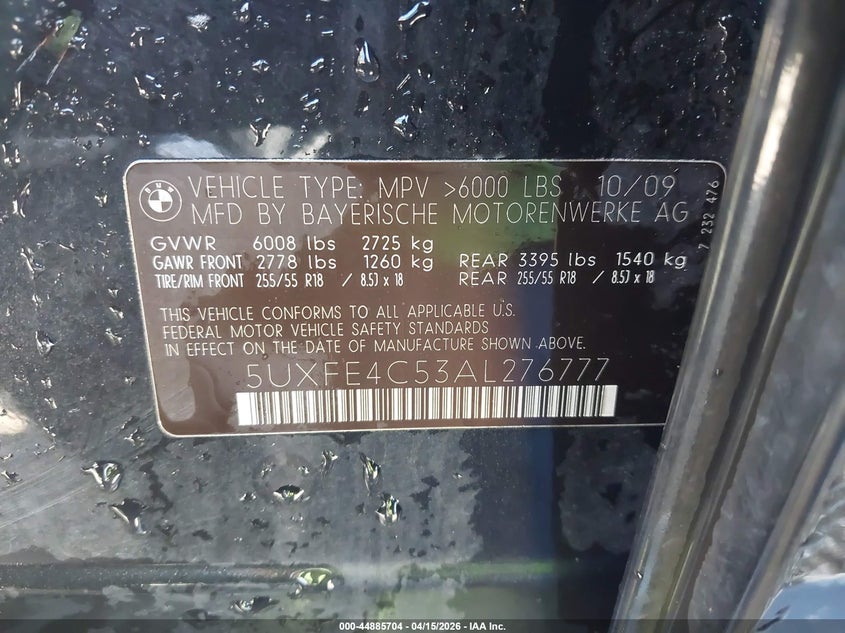 BMW
VEHICLE TYPE: MPV >6000 LBS 10/09
MFD BY BAYERISCHE MOTORENWERKE AG
GVWR 6008 lbs 2725 kg
GAWR FRONT 2778 lbs 1260 kg REAR 3395 lbs 1540 kg
TIRE/RIM FRONT 255/55 R18 / 8.5J x 18 REAR 255/55 R18 / 8.5J x 18
THIS VEHICLE CONFORMS TO ALL APPLICABLE U.S.
FEDERAL MOTOR VEHICLE SAFETY STANDARDS
IN EFFECT ON THE DATE OF MANUFACTURE SHOWN ABOVE.
5UXFE4C53AL276777
7 232 476
000-44885704 - 04/15/2026 - IAA Inc.